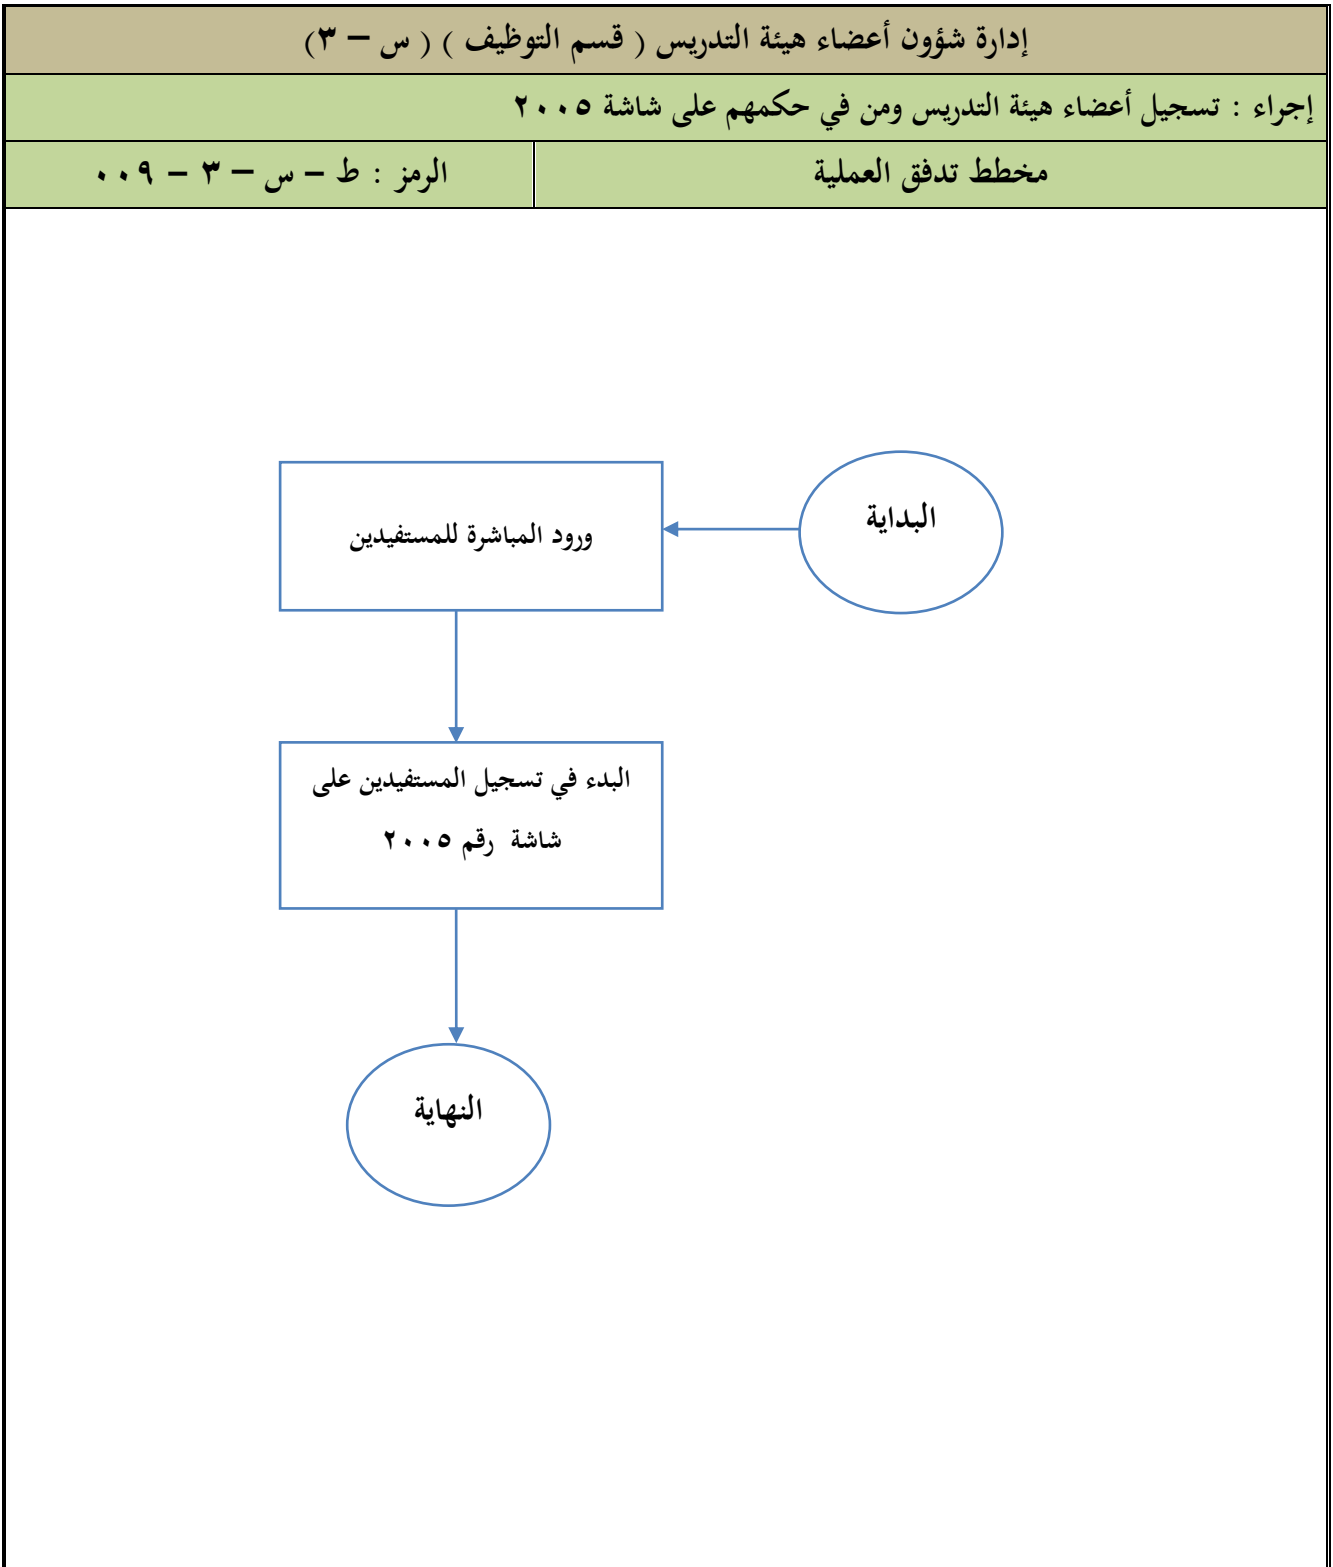 إدارة شؤون أعضاء هيئة التدريس ( قسم التوظيف ) ( س – ٣)
إجراء : تسجيل أعضاء هيئة التدريس ومن في حكمهم على شاشة ٢٠٠٥
مخطط تدفق العملية
الرمز : ط – س – ٣ – ٠٠٩
البداية
ورود المباشرة للمستفيدين
البدء في تسجيل المستفيدين على
شاشة رقم ٢٠٠٥
النهاية